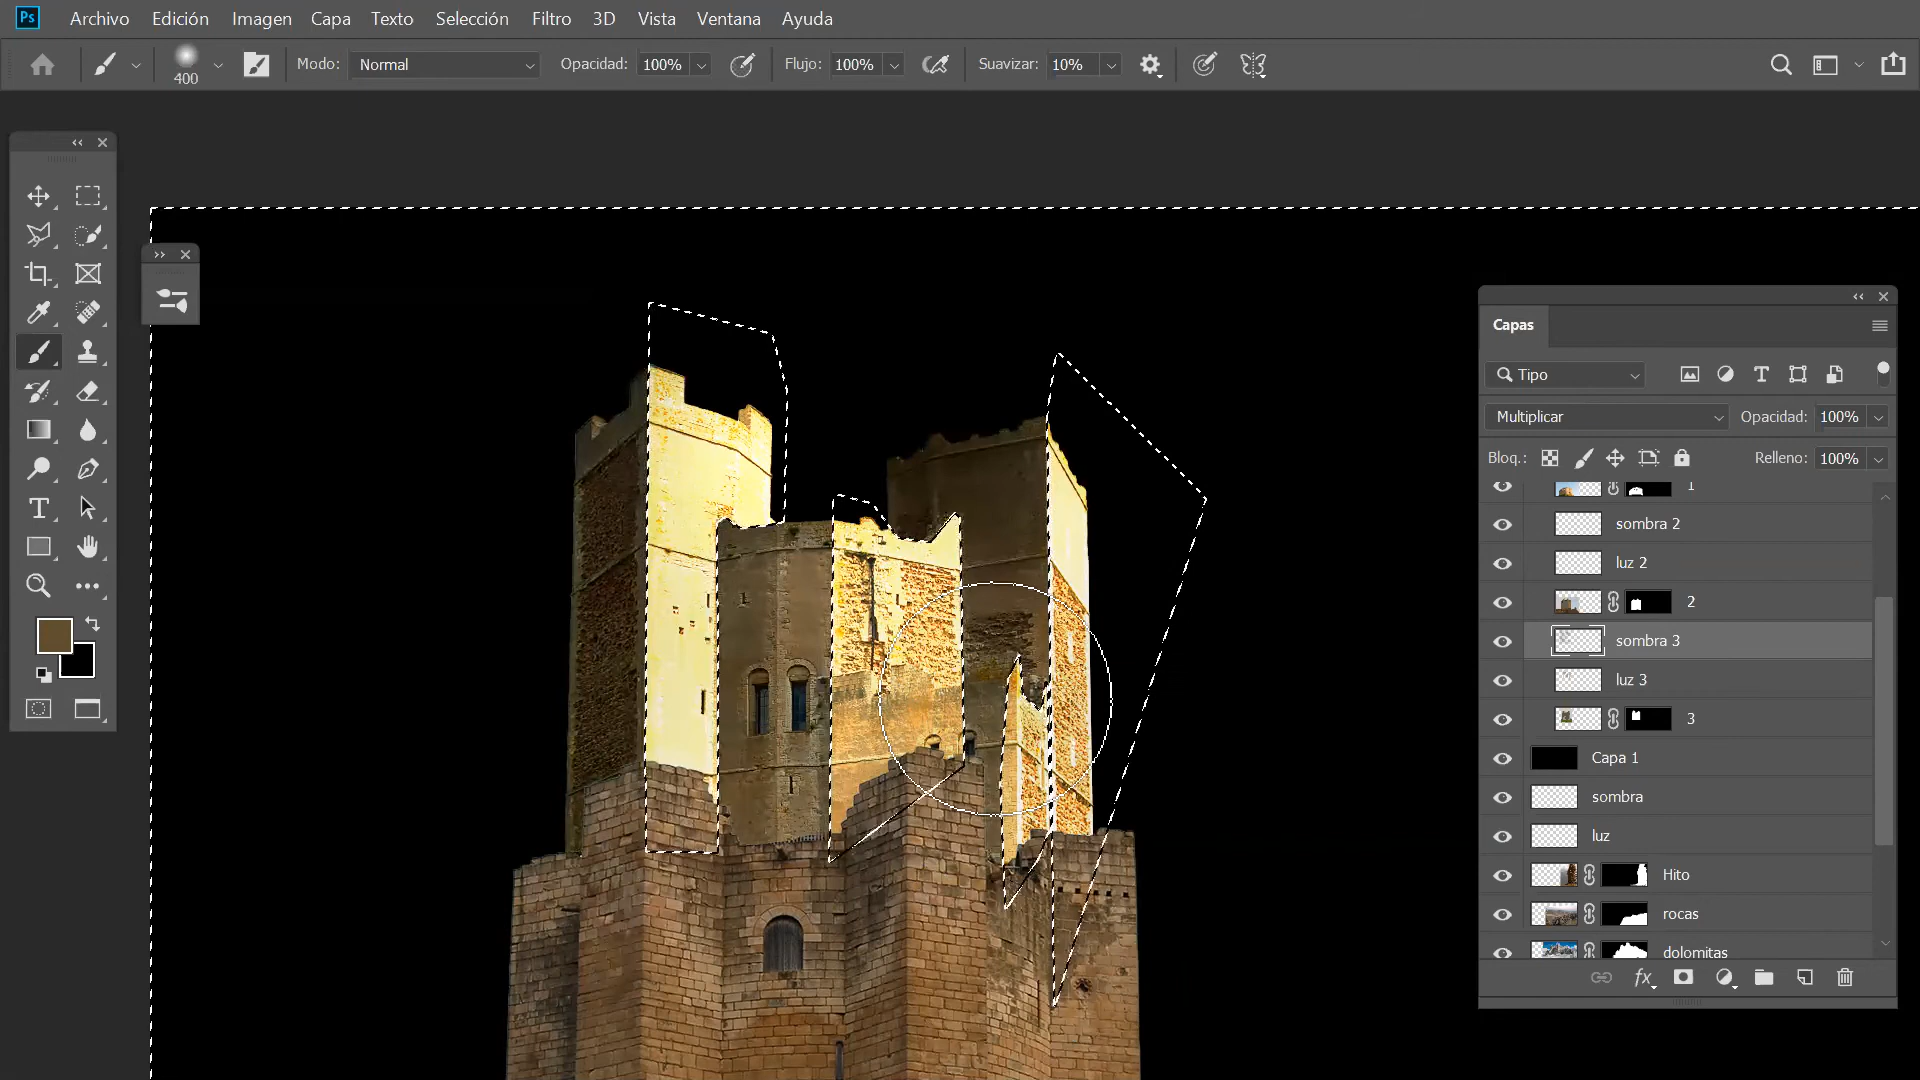 Ps Archivo Edición Imagen Capa Texto Selección Filtro 3D Vista Ventana Ayuda
400 Modo: Normal Opacidad: 100% Flujo: 100% Suavizar: 10%
Capas
Tipo
Multiplicar Opacidad: 100%
Bloq.: Relleno: 100%
1
sombra 2
luz 2
2
sombra 3
luz 3
3
Capa 1
sombra
luz
Hito
rocas
dolomitas
fx